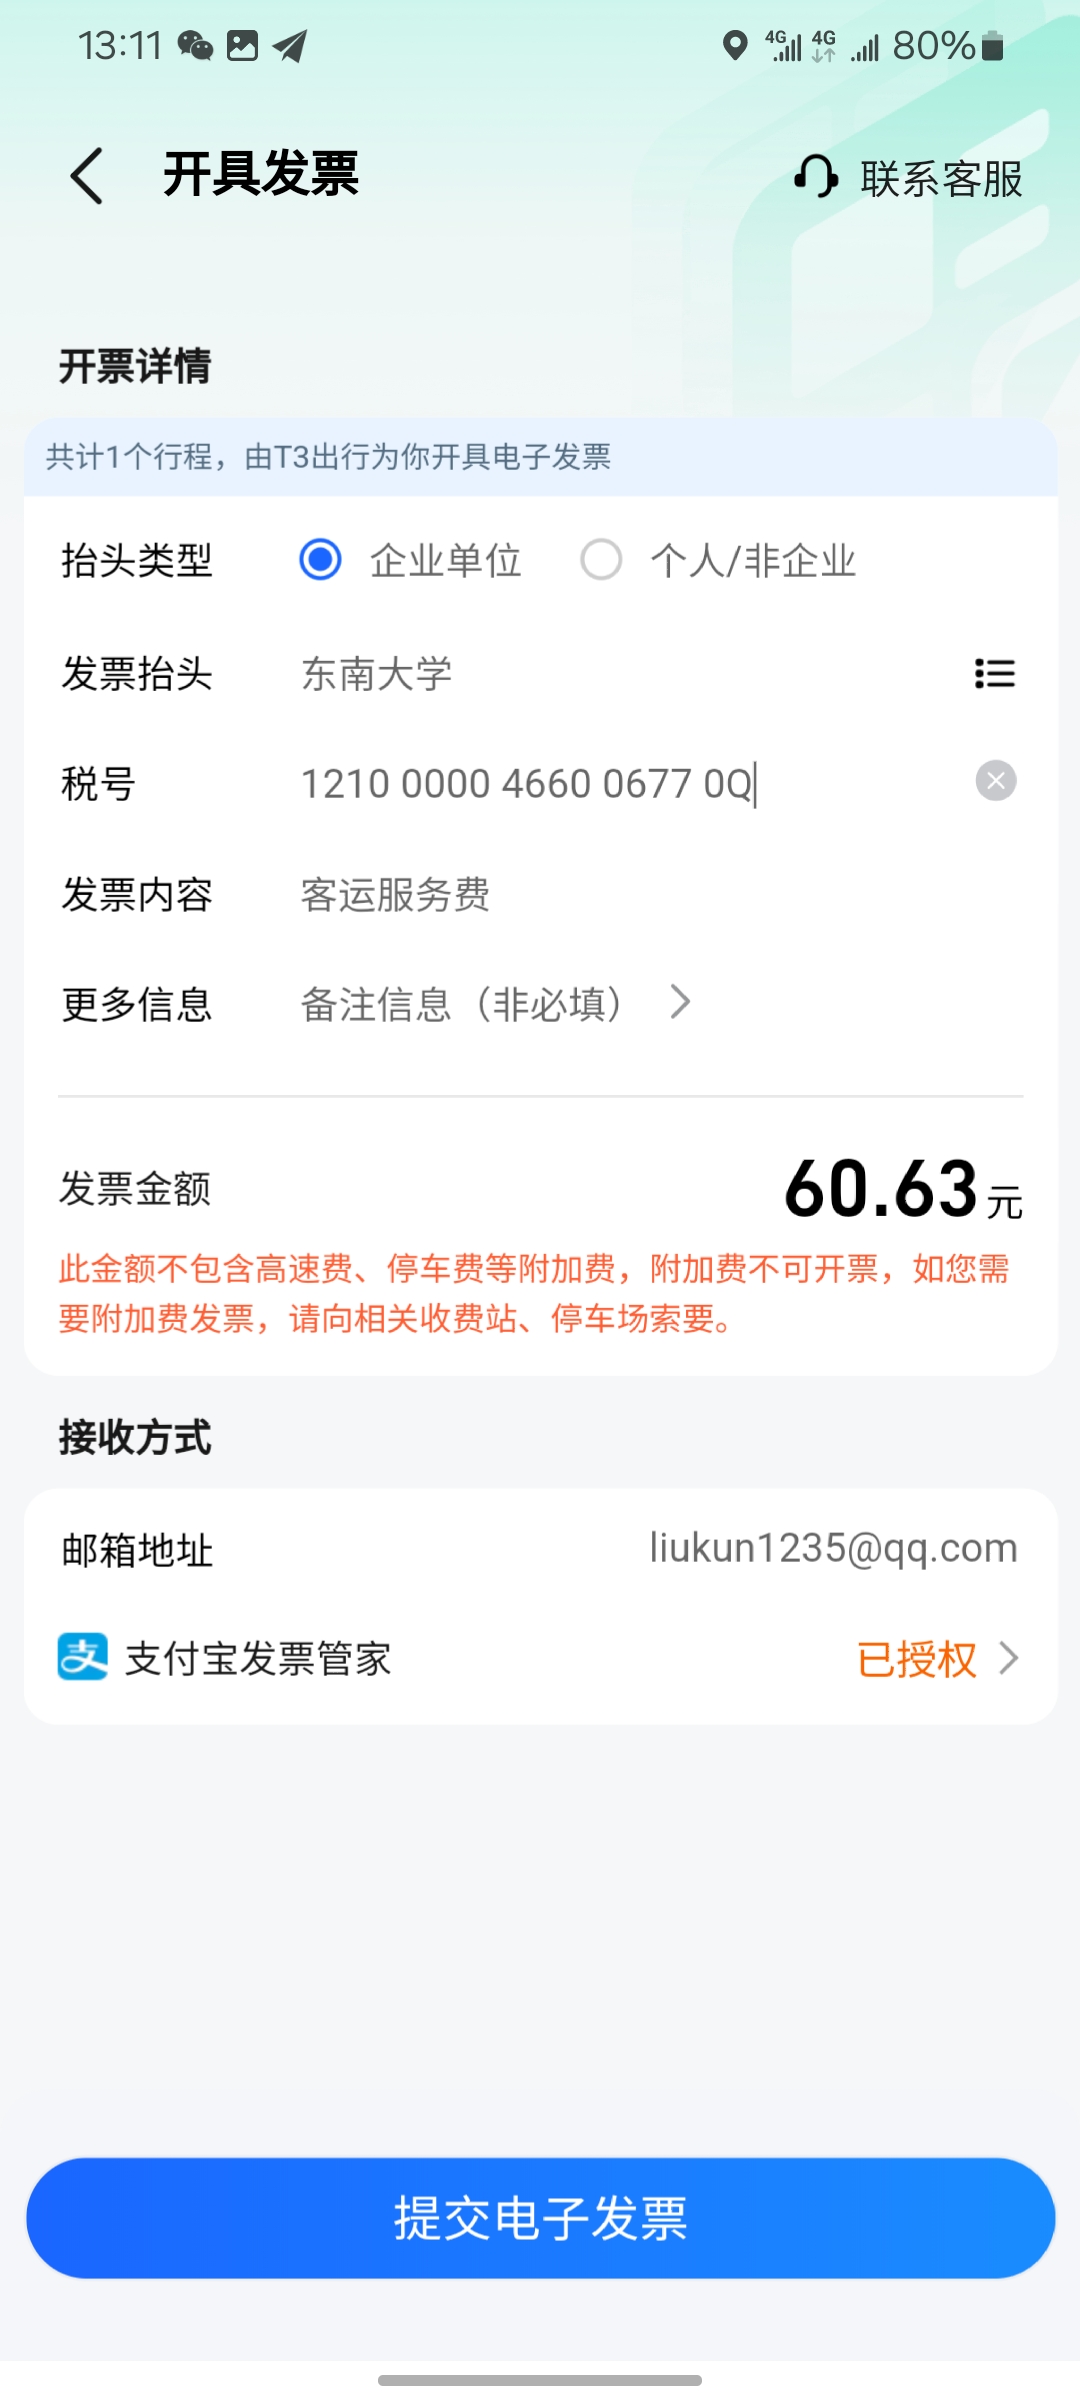 13:11 4G 4G 80%
开具发票 联系客服
开票详情
共计1个行程，由T3出行为你开具电子发票
抬头类型 企业单位 个人/非企业
发票抬头 东南大学
税号 1210 0000 4660 0677 0Q
发票内容 客运服务费
更多信息 备注信息（非必填）
发票金额 60.63元
此金额不包含高速费、停车费等附加费，附加费不可开票，如您需
要附加费发票，请向相关收费站、停车场索要。
接收方式
邮箱地址 liukun1235@qq.com
支 支付宝发票管家 已授权
提交电子发票